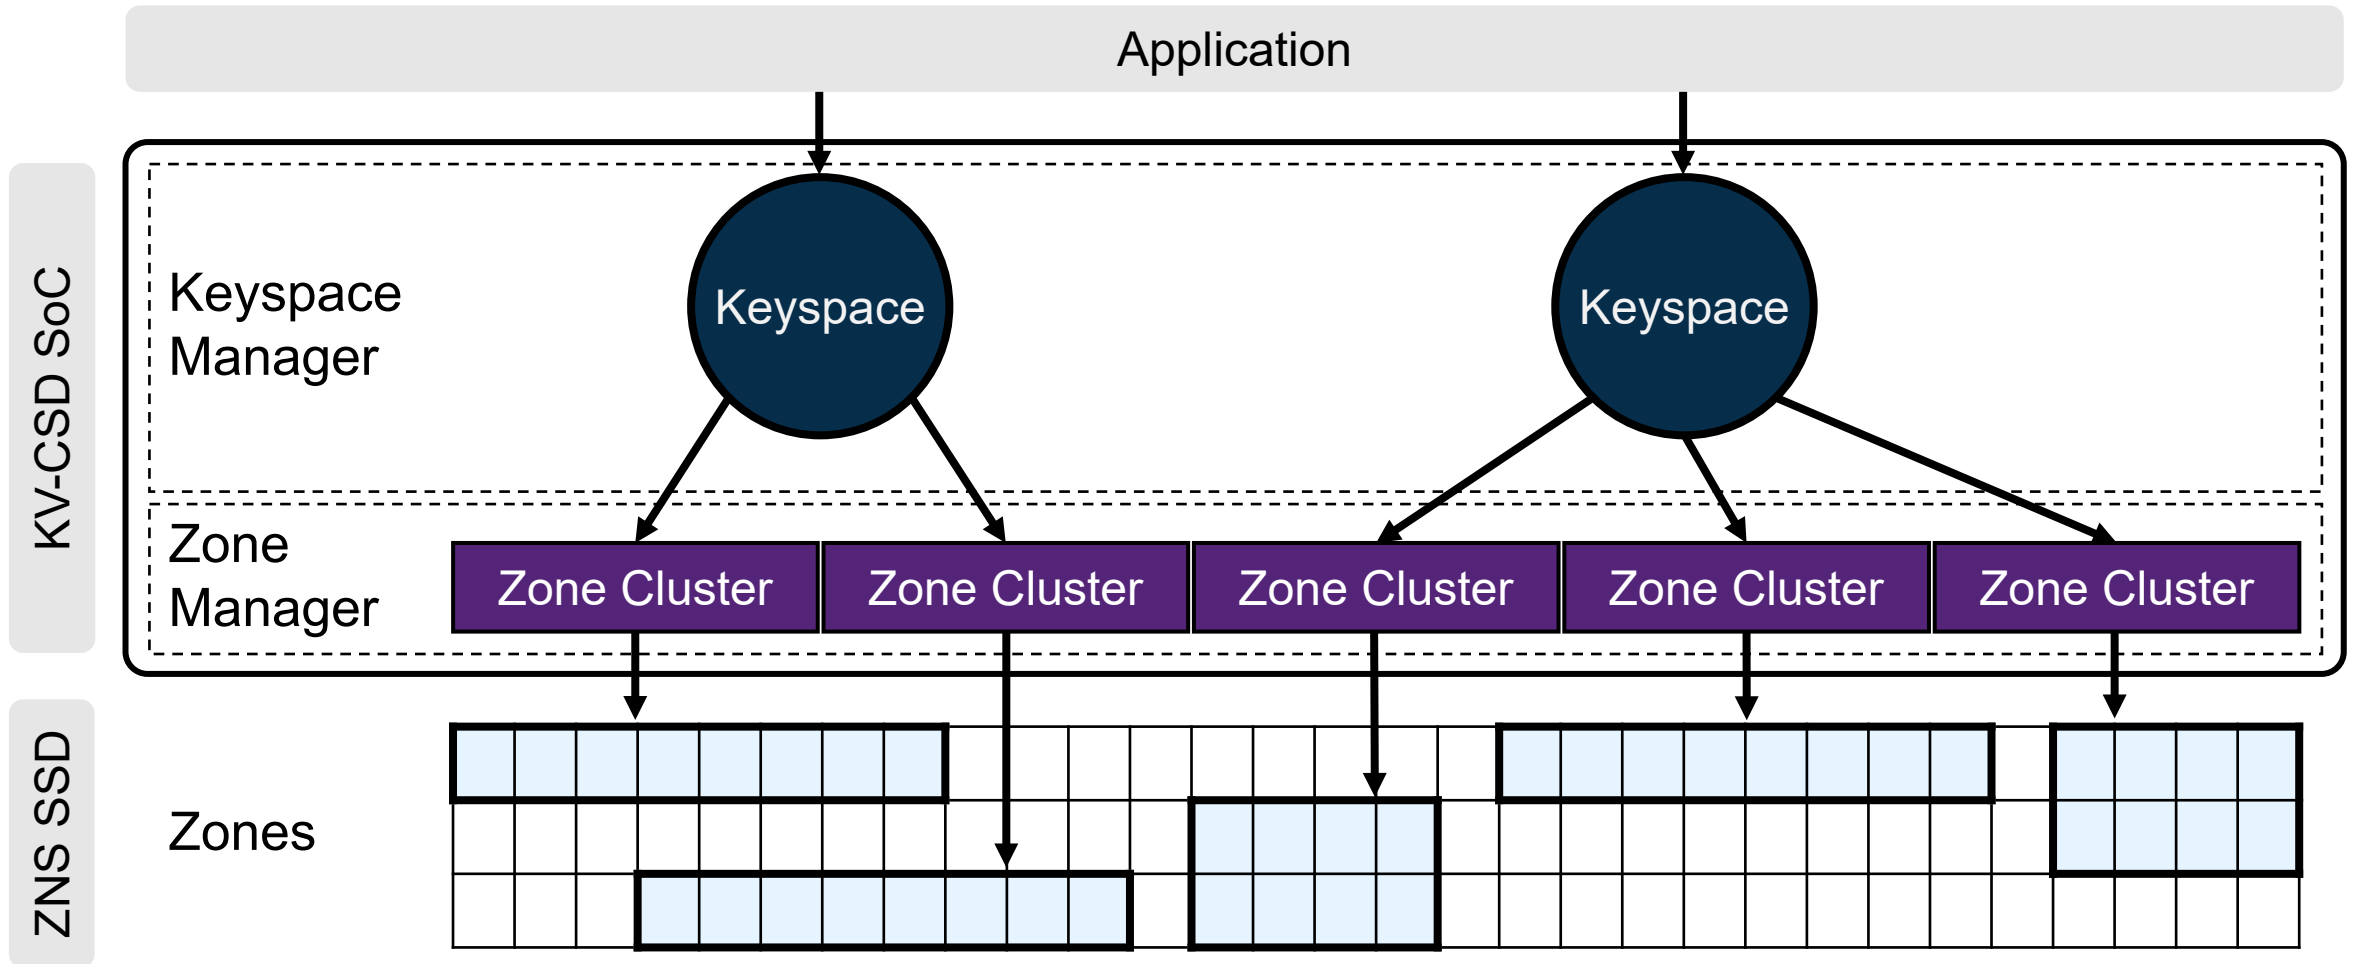 Application
KV-CSD SoC
Keyspace
Manager
Keyspace
Keyspace
Zone
Manager
Zone Cluster
Zone Cluster
Zone Cluster
Zone Cluster
Zone Cluster
ZNS SSD
Zones